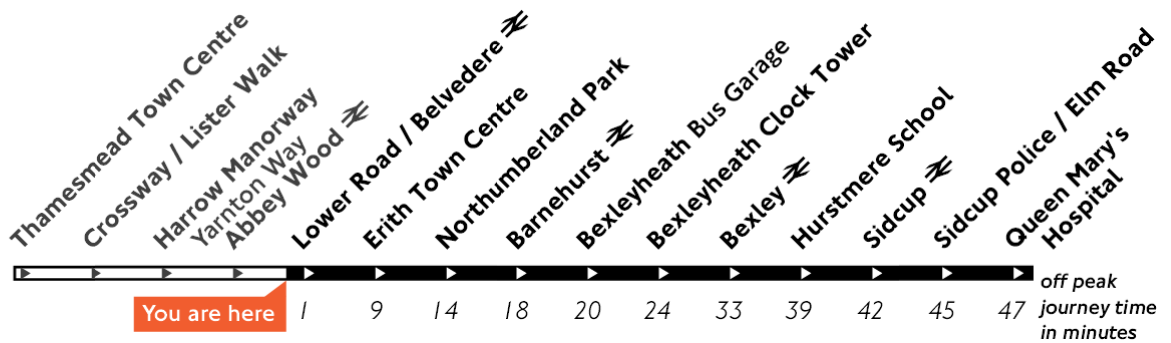 Thamesmead Town Centre
Crossway / Lister Walk
Harrow Manorway
Yarnton Way
Abbey Wood
Lower Road / Belvedere
Erith Town Centre
Northumberland Park
Barnehurst
Bexleyheath Bus Garage
Bexleyheath Clock Tower
Bexley
Hurstmere School
Sidcup
Sidcup Police / Elm Road
Queen Mary's
Hospital
You are here
1 9 14 18 20 24 33 39 42 45 47
off peak
journey time
in minutes